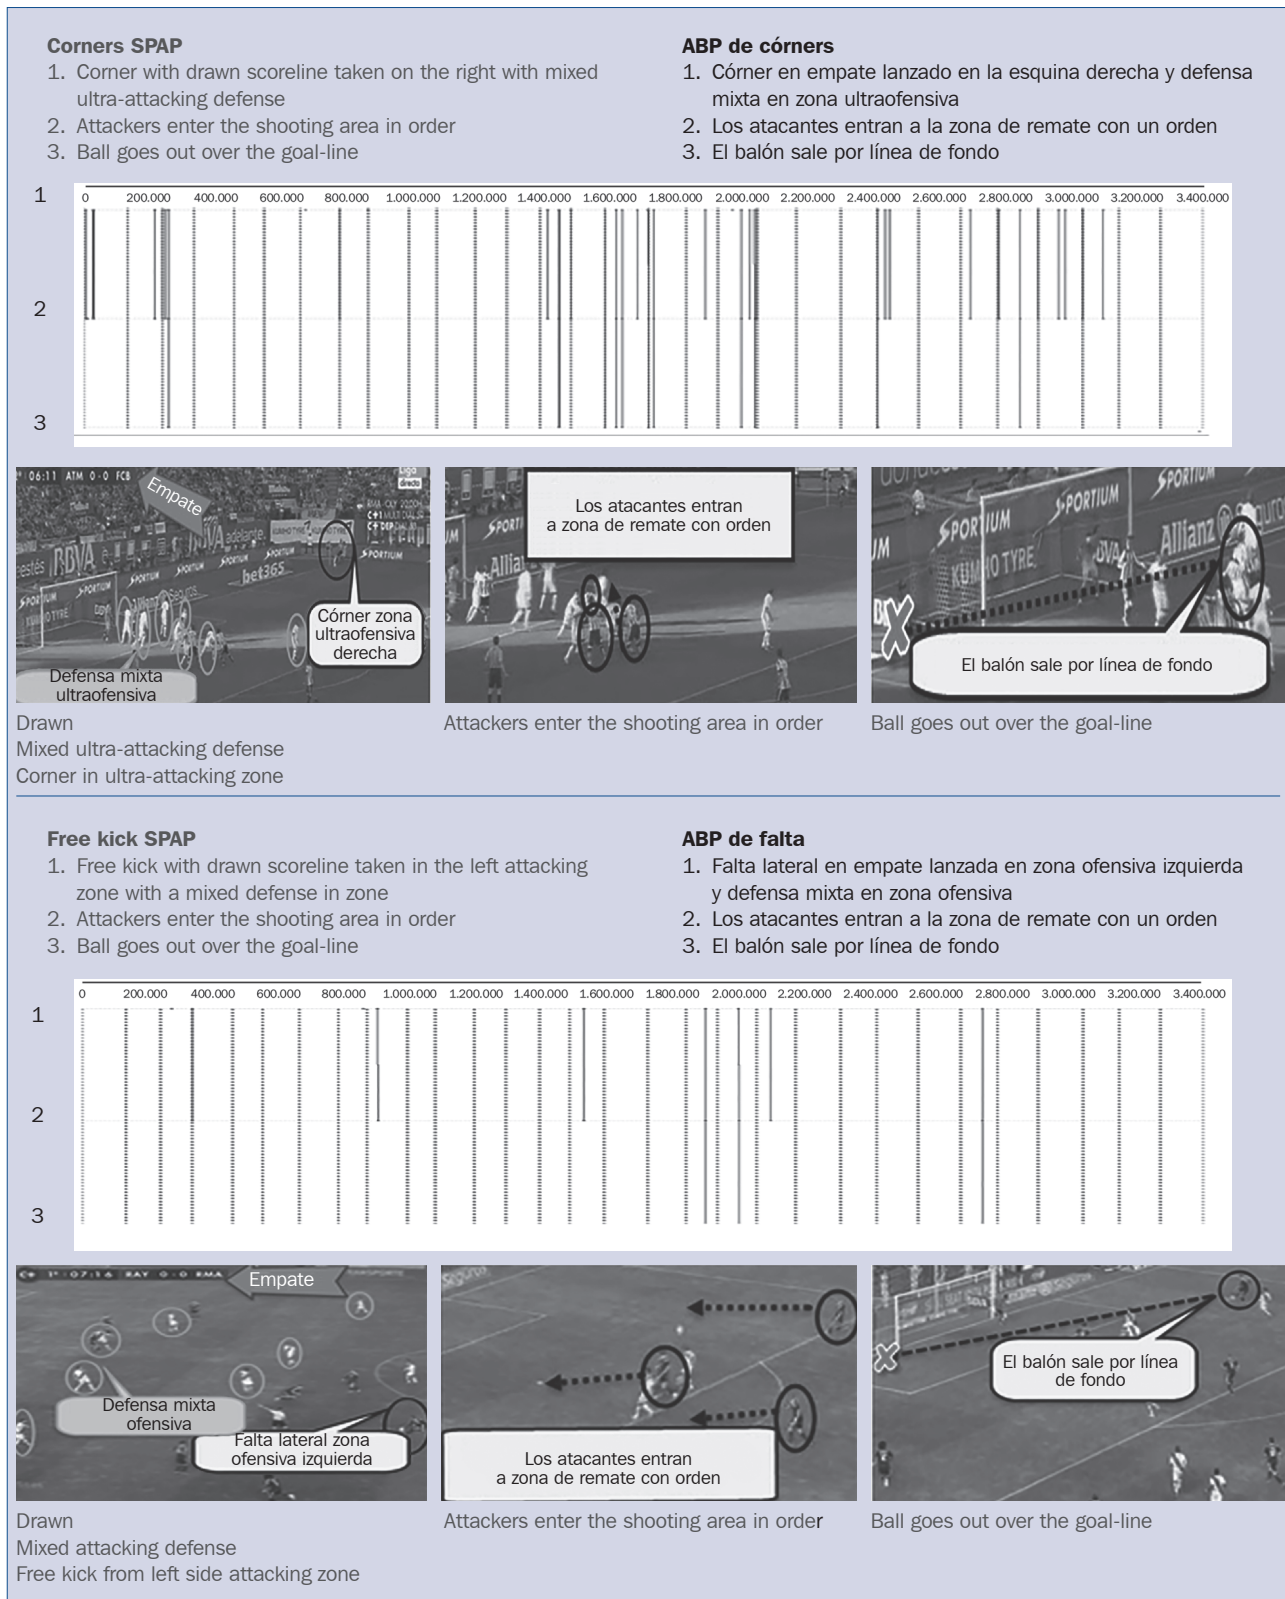 Corners SPAP
1. Corner with drawn scoreline taken on the right with mixed
ultra-attacking defense
2. Attackers enter the shooting area in order
3. Ball goes out over the goal-line
ABP de córners
1. Córner en empate lanzado en la esquina derecha y defensa
mixta en zona ultraofensiva
2. Los atacantes entran a la zona de remate con un orden
3. El balón sale por línea de fondo
0 200.000 400.000 600.000 800.000 1.000.000 1.200.000 1.400.000 1.600.000 1.800.000 2.000.000 2.200.000 2.400.000 2.600.000 2.800.000 3.000.000 3.200.000 3.400.000
1
2
3
06:11 ATM 0-0 FCB
Empate
BBVA
adelante.
SPORTIUM
bet365
KUMHO TYRE
Córner zona
ultraofensiva
derecha
Defensa mixta
ultraofensiva
Los atacantes entran
a zona de remate con orden
SPORTIUM
SPORTIUM
SPORTIUM
KUMHO TYRE
BBVA
Allianz
El balón sale por línea de fondo
Drawn
Mixed ultra-attacking defense
Corner in ultra-attacking zone
Attackers enter the shooting area in order
Ball goes out over the goal-line
Free kick SPAP
1. Free kick with drawn scoreline taken in the left attacking
zone with a mixed defense in zone
2. Attackers enter the shooting area in order
3. Ball goes out over the goal-line
ABP de falta
1. Falta lateral en empate lanzada en zona ofensiva izquierda
y defensa mixta en zona ofensiva
2. Los atacantes entran a la zona de remate con un orden
3. El balón sale por línea de fondo
0 200.000 400.000 600.000 800.000 1.000.000 1.200.000 1.400.000 1.600.000 1.800.000 2.000.000 2.200.000 2.400.000 2.600.000 2.800.000 3.000.000 3.200.000 3.400.000
1
2
3
1º 07:16 RAY 0-0 RMA
Empate
Defensa mixta
ofensiva
Falta lateral zona
ofensiva izquierda
Los atacantes entran
a zona de remate con orden
El balón sale por línea
de fondo
Drawn
Mixed attacking defense
Free kick from left side attacking zone
Attackers enter the shooting area in order
Ball goes out over the goal-line